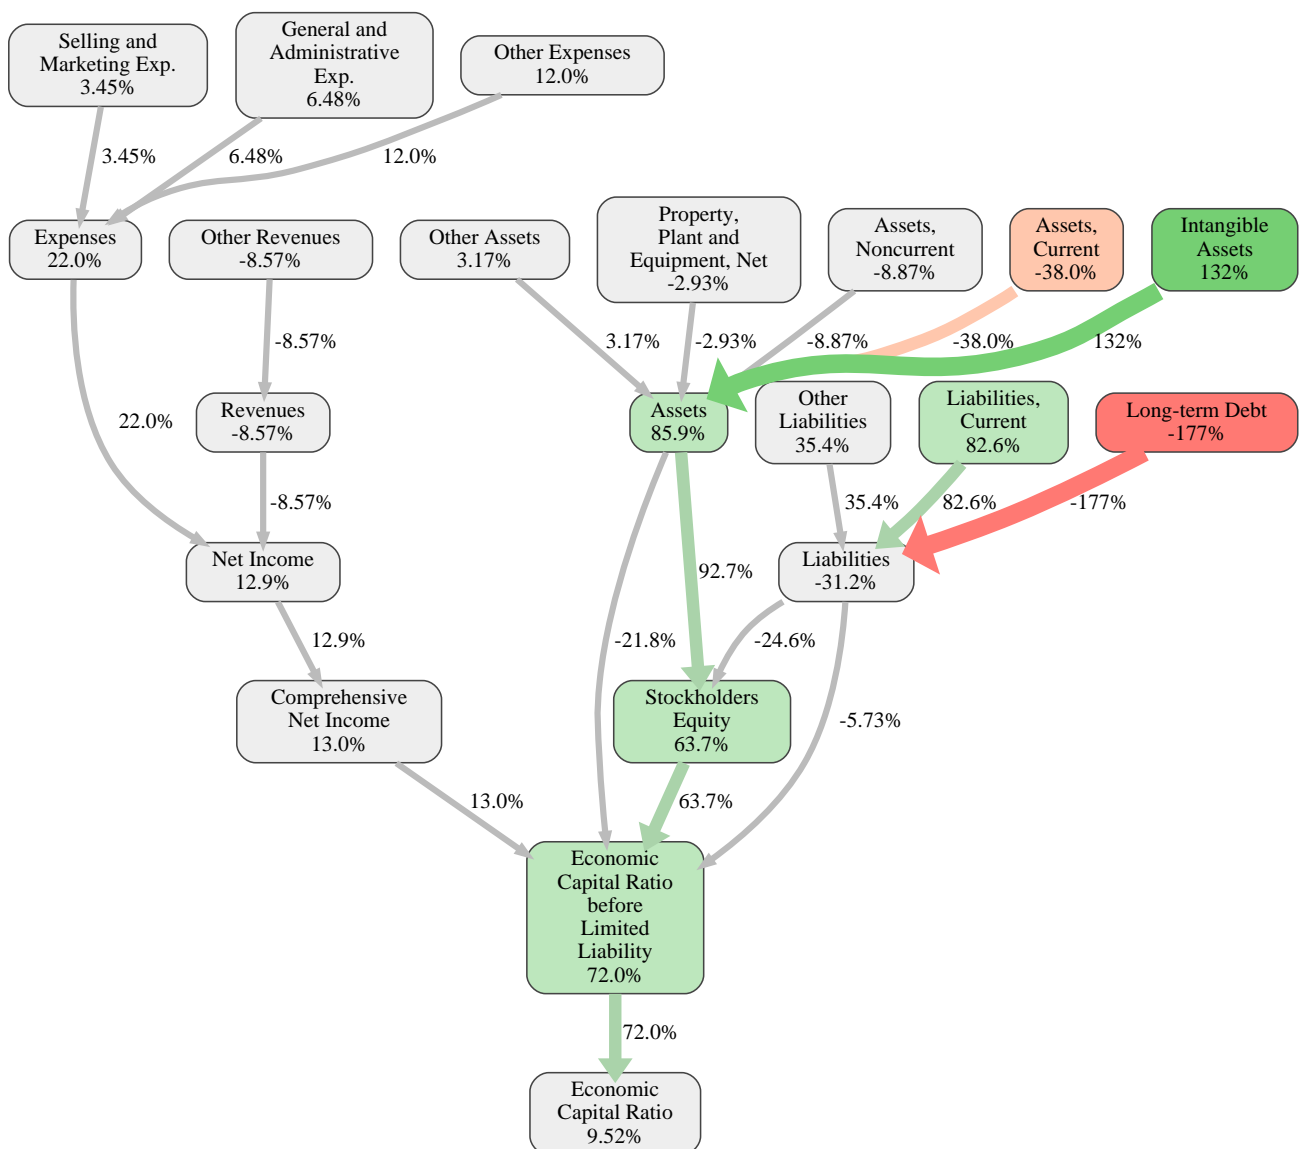 Selling and
Marketing Exp.
3.45%
General and
Administrative
Exp.
6.48%
Other Expenses
12.0%
3.45%
6.48%
12.0%
Expenses
22.0%
Other Revenues
-8.57%
Other Assets
3.17%
Property,
Plant and
Equipment, Net
-2.93%
Assets,
Noncurrent
-8.87%
Assets,
Current
-38.0%
Intangible
Assets
132%
-8.57%
3.17%
-2.93%
-8.87%
-38.0%
132%
22.0%
Revenues
-8.57%
Assets
85.9%
Other
Liabilities
35.4%
Liabilities,
Current
82.6%
Long-term Debt
-177%
-8.57%
35.4%
82.6%
-177%
Net Income
12.9%
92.7%
Liabilities
-31.2%
12.9%
-21.8%
-24.6%
Comprehensive
Net Income
13.0%
Stockholders
Equity
63.7%
-5.73%
13.0%
63.7%
Economic
Capital Ratio
before
Limited
Liability
72.0%
72.0%
Economic
Capital Ratio
9.52%